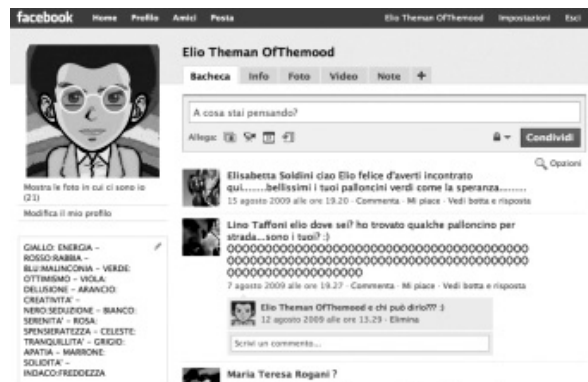 facebook Home Profilo Amici Posta Elio Theman OfThemood Impostazioni Esci
Elio Theman OfThemood
Bacheca Info Foto Video Note +
A cosa stai pensando?
Allega: Condividi
Opzioni
Mostra le foto in cui ci sono io
(21)
Modifica il mio profilo
GIALLO: ENERGIA -
ROSSO:RABBIA -
BLU:MALINCONIA - VERDE:
OTTIMISMO - VIOLA:
DELUSIONE - ARANCIO:
CREATIVITA' -
NERO:SEDUZIONE - BIANCO:
SERENITA' - ROSA:
SPENSIERATEZZA - CELESTE:
TRANQUILLITA' - GRIGIO:
APATIA - MARRONE:
SOLIDITA' -
INDACO:FREDDEZZA
Elisabetta Soldini ciao Elio felice d'averti incontrato
qui.......bellissimi i tuoi palloncini verdi come la speranza........
15 agosto 2009 alle ore 19.20 · Commenta · Mi piace · Vedi botta e risposta
Lino Taffoni elio dove sei? ho trovato qualche palloncino per
strada...sono i tuoi? :)
7 agosto 2009 alle ore 19.27 · Commenta · Mi piace · Vedi botta e risposta
Elio Theman OfThemood e chi può dirlo??? :)
12 agosto 2009 alle ore 13.29 · Elimina
Scrivi un commento...
Maria Teresa Rogani ?